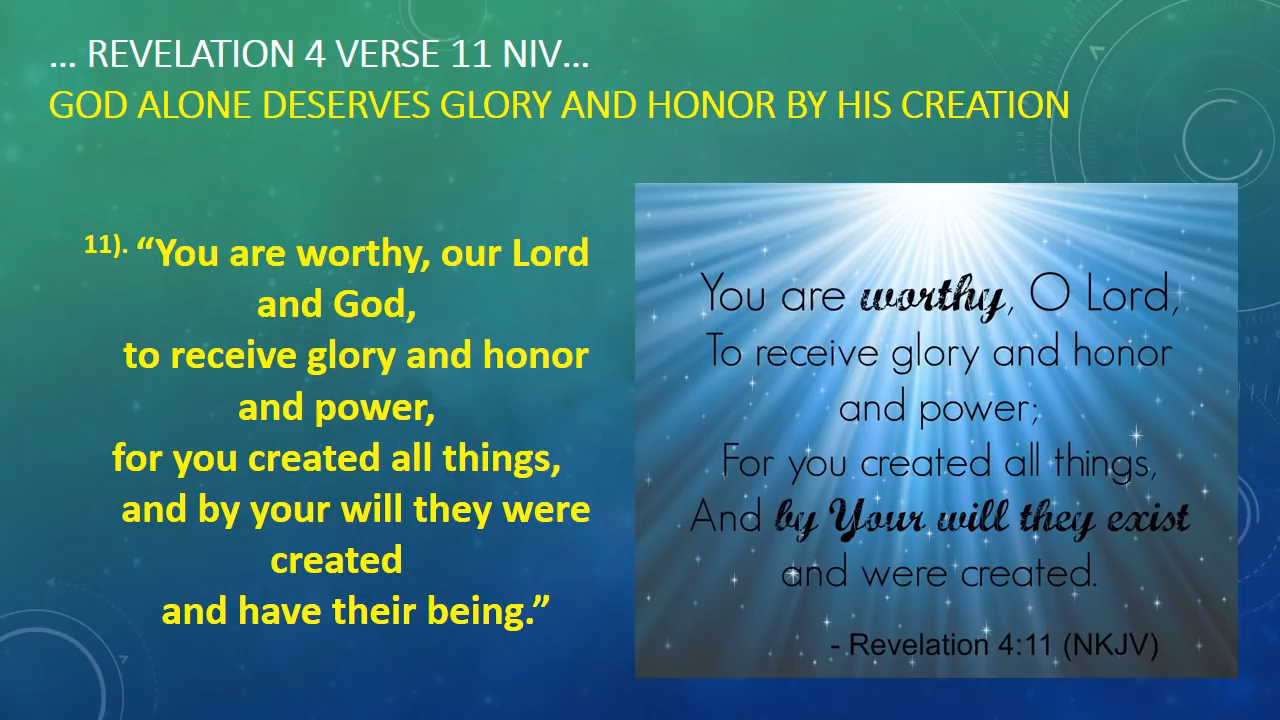 ... REVELATION 4 VERSE 11 NIV...
GOD ALONE DESERVES GLORY AND HONOR BY HIS CREATION
11). “You are worthy, our Lord
and God,
to receive glory and honor
and power,
for you created all things,
and by your will they were
created
and have their being.”
You are worthy, O Lord,
To receive glory and honor
and power;
For you created all things,
And by Your will they exist
and were created.
- Revelation 4:11 (NKJV)